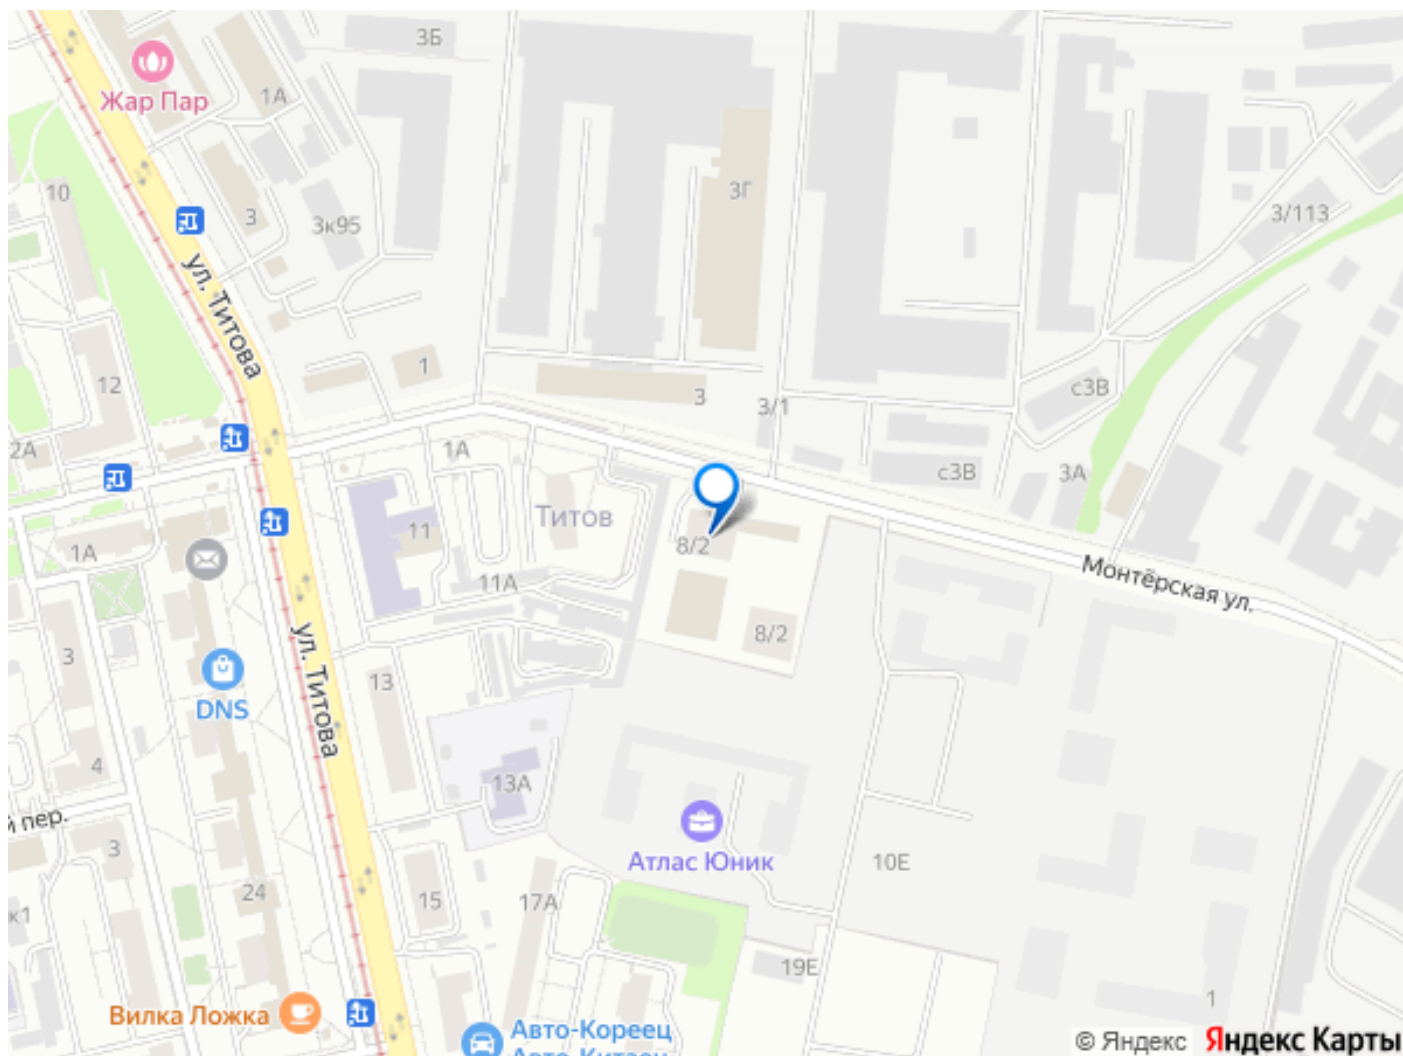 3Б
Жар Пар
1А
3Г
10
3
3к95
3/113
ул. Титова
1
12
3
3/1
с3В
2А
1А
с3В
3А
11
Титов
1А
8/2
Монтёрская ул.
11А
8/2
3
ул. Титова
13
DNS
4
13А
й пер.
3
Атлас Юник
10Е
24
15
17А
к1
19Е
1
Вилка Ложка
Авто-Кореец
Авто-Китаец
© Яндекс Яндекс Карты